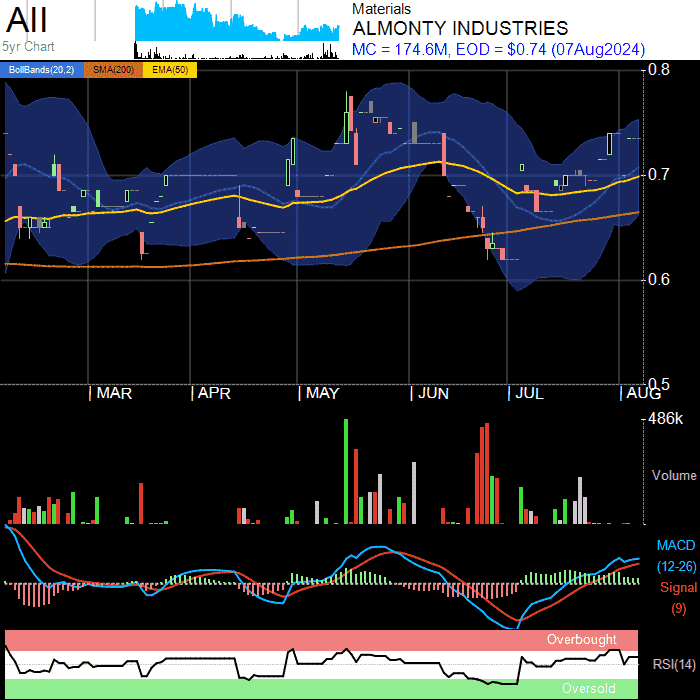 AII
5yr Chart
Materials
ALMONTY INDUSTRIES
MC = 174.6M, EOD = $0.74 (07Aug2024)
BollBands(20,2) SMA(200) EMA(50)
0.8
0.7
0.6
0.5
MAR APR MAY JUN JUL AUG
486k
Volume
MACD
(12-26)
Signal
(9)
Overbought
RSI(14)
Oversold